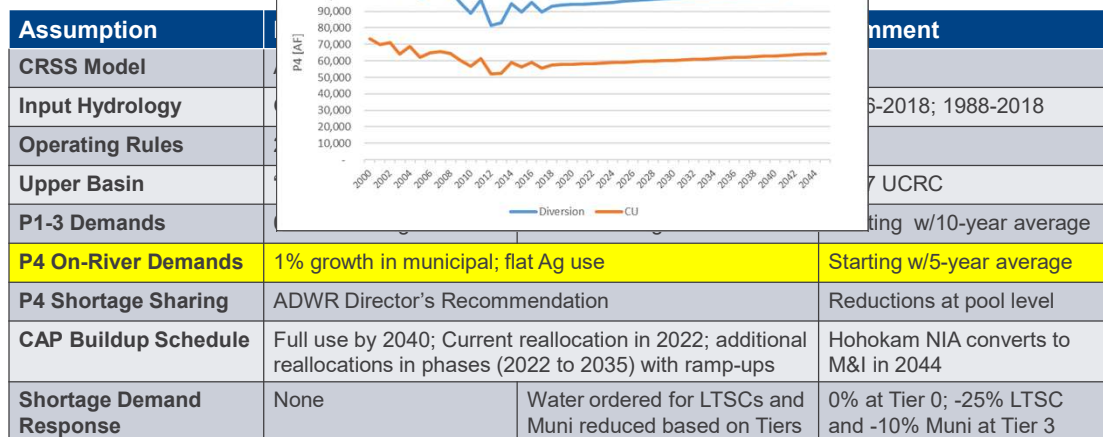 Assumption
mment
CRSS Model
Input Hydrology
6-2018; 1988-2018
Operating Rules
Upper Basin
7 UCRC
P1-3 Demands
ting w/10-year average
P4 On-River Demands
1% growth in municipal; flat Ag use
Starting w/5-year average
P4 Shortage Sharing
ADWR Director's Recommendation
Reductions at pool level
CAP Buildup Schedule
Full use by 2040; Current reallocation in 2022; additional
reallocations in phases (2022 to 2035) with ramp-ups
Hohokam NIA converts to
M&I in 2044
Shortage Demand
Response
None
Water ordered for LTSCs and
Muni reduced based on Tiers
0% at Tier 0; -25% LTSC
and -10% Muni at Tier 3
P4 [AF]
90,000
80,000
70,000
60,000
50,000
40,000
30,000
20,000
10,000
-
2000 2002 2004 2006 2008 2010 2012 2014 2016 2018 2020 2022 2024 2026 2028 2030 2032 2034 2036 2038 2040 2042 2044
Diversion CU